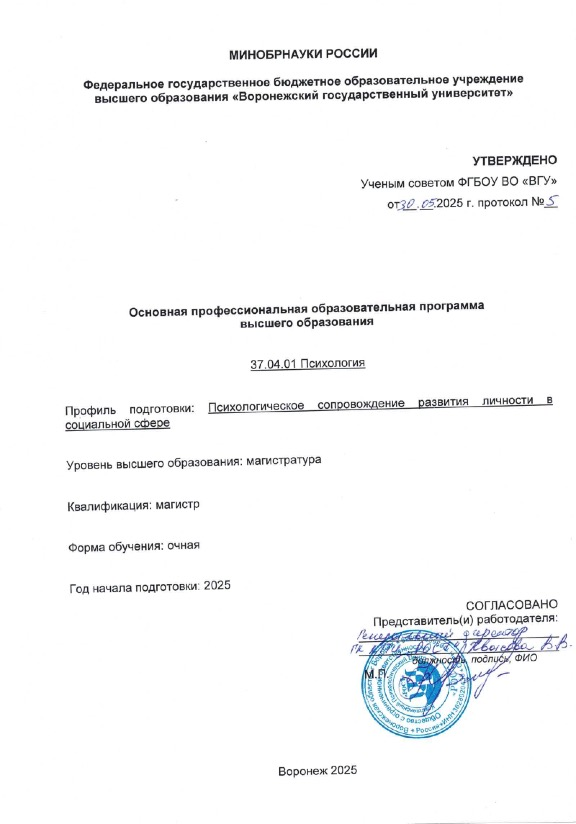 МИНОБРНАУКИ РОССИИ
Федеральное государственное бюджетное образовательное учреждение
высшего образования «Воронежский государственный университет»
УТВЕРЖДЕНО
Ученым советом ФГБОУ ВО «ВГУ»
от 30.05.2025 г. протокол № 5
Основная профессиональная образовательная программа
высшего образования
37.04.01 Психология
Профиль подготовки: Психологическое сопровождение развития личности в
социальной сфере
Уровень высшего образования: магистратура
Квалификация: магистр
Форма обучения: очная
Год начала подготовки: 2025
СОГЛАСОВАНО
Представитель(и) работодателя:
Генеральный директор
должность, подпись, ФИО
М.П.
Воронеж 2025